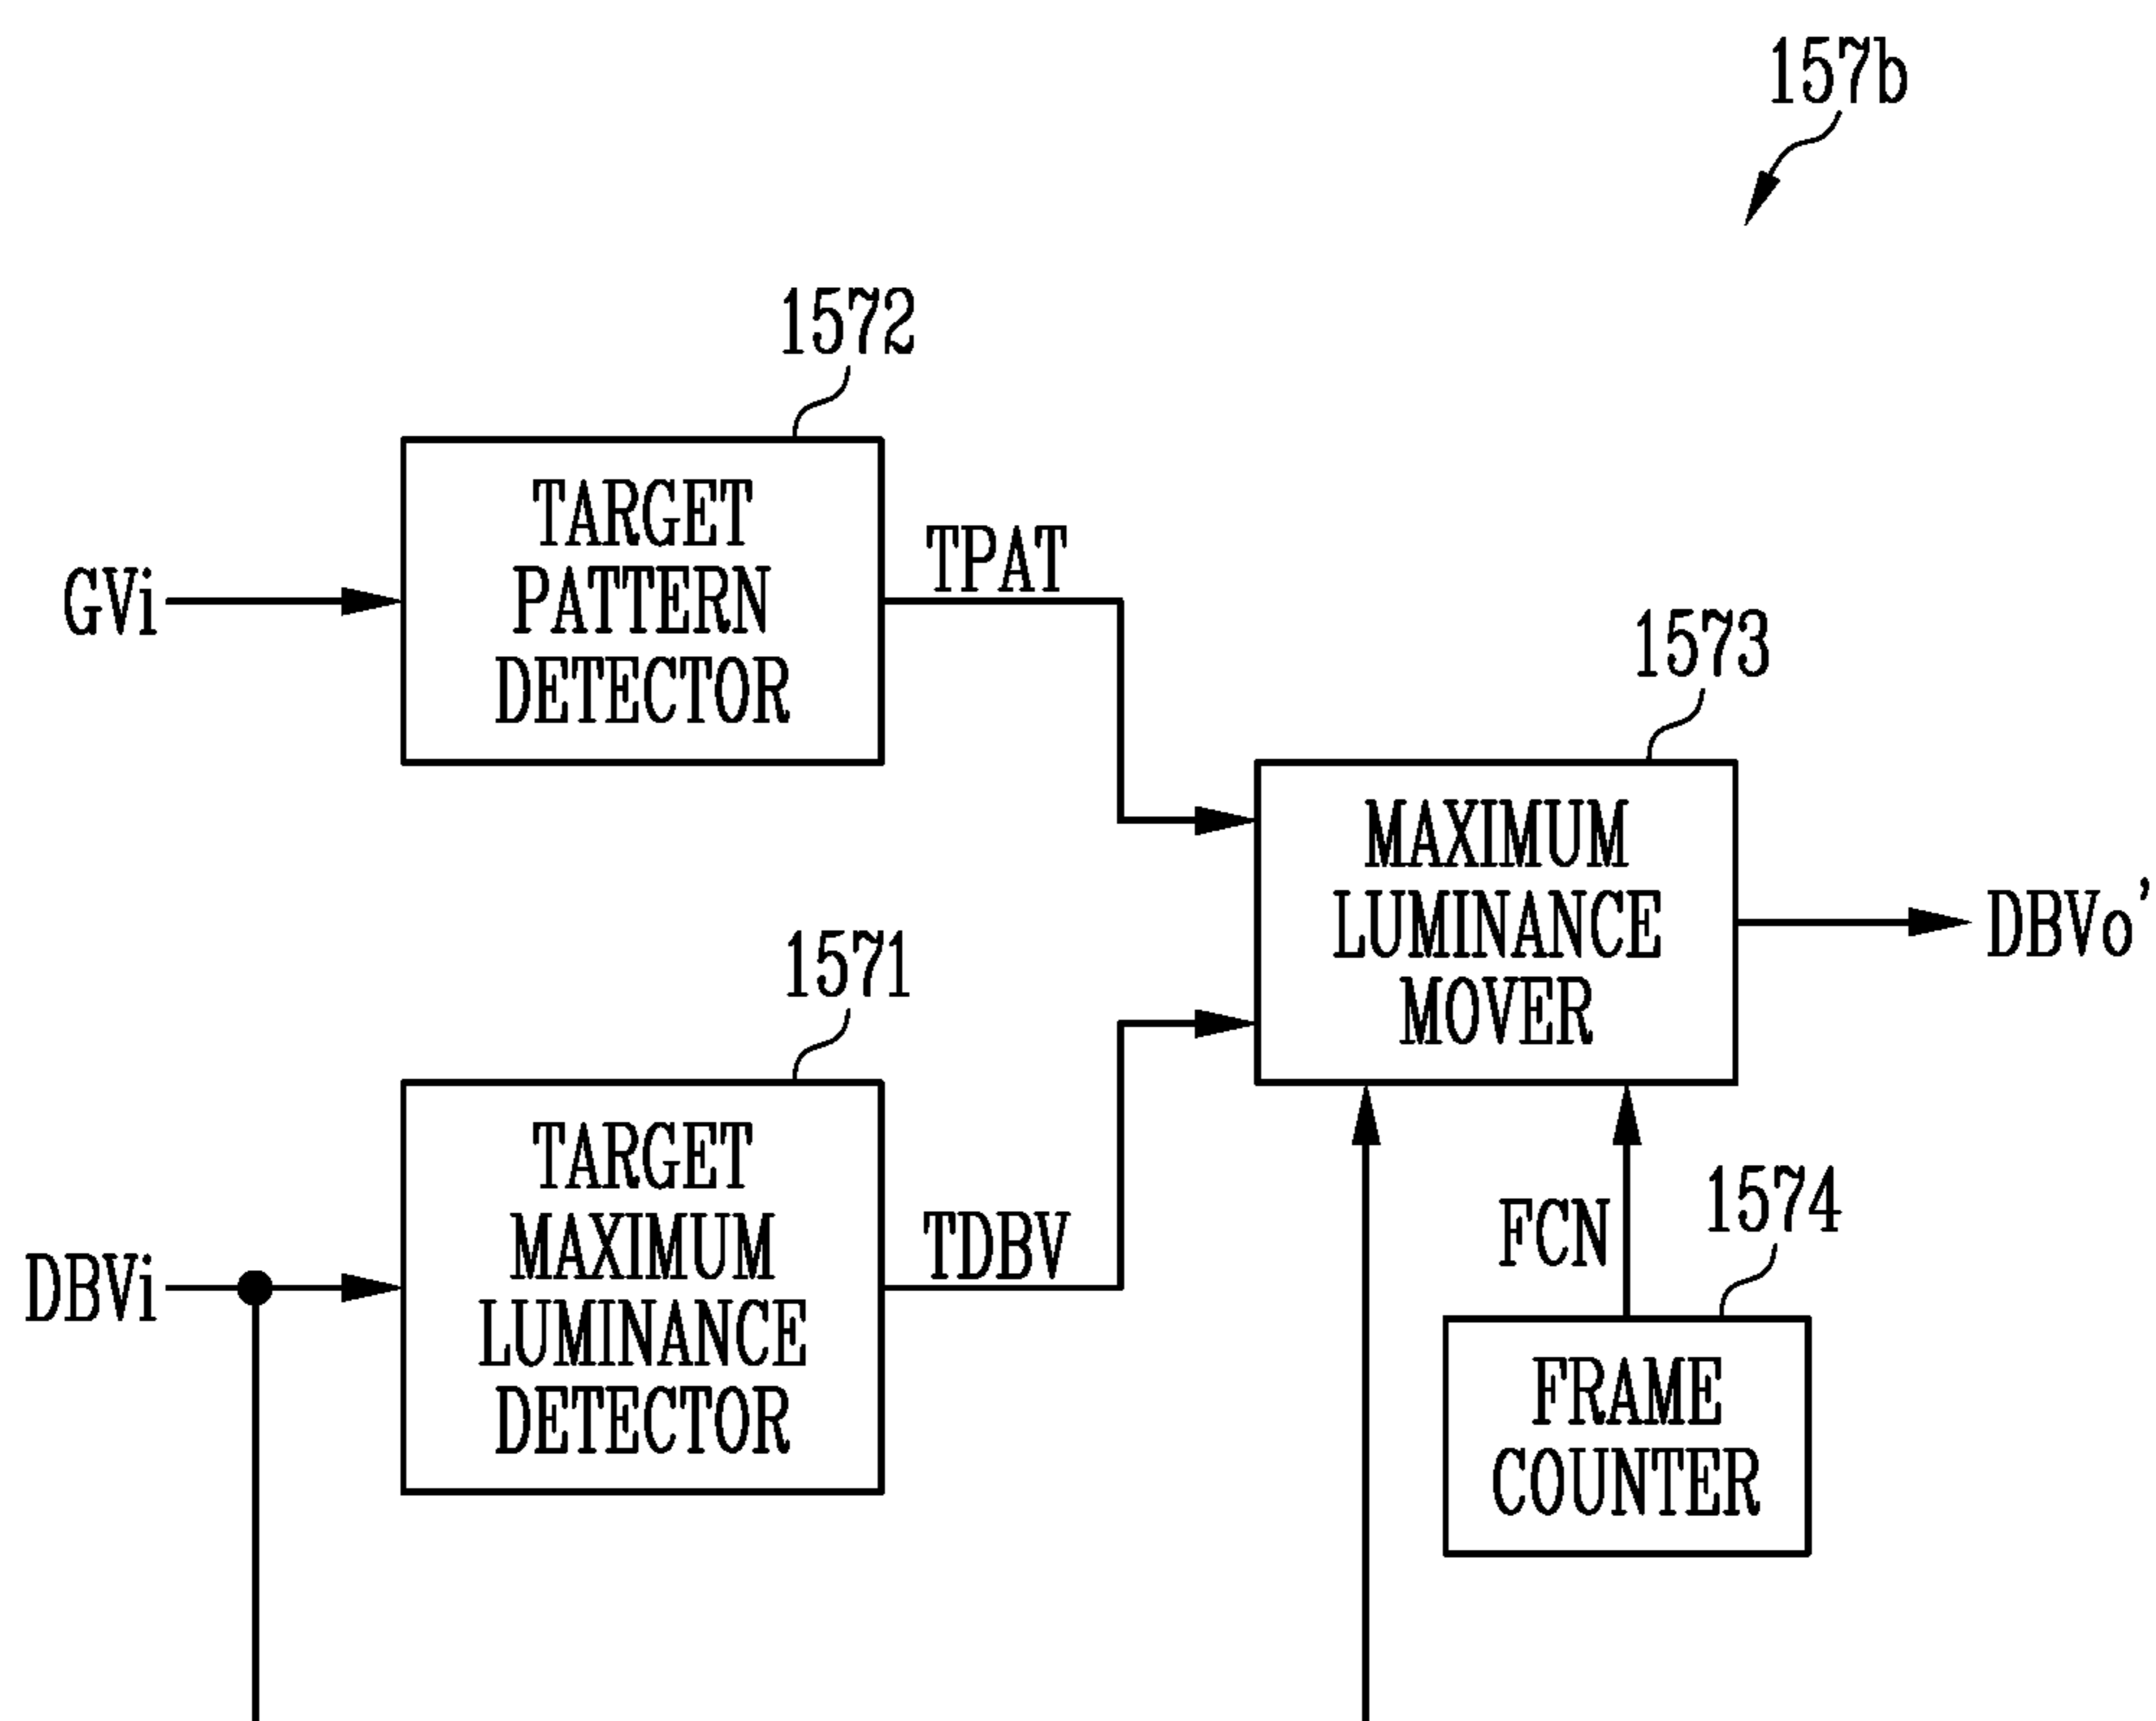 157b
1572
TARGET
PATTERN
DETECTOR
GVi
TPAT
1573
MAXIMUM
LUMINANCE
MOVER
DBVo'
1571
TARGET
MAXIMUM
LUMINANCE
DETECTOR
DBVi
TDBV
FCN
1574
FRAME
COUNTER